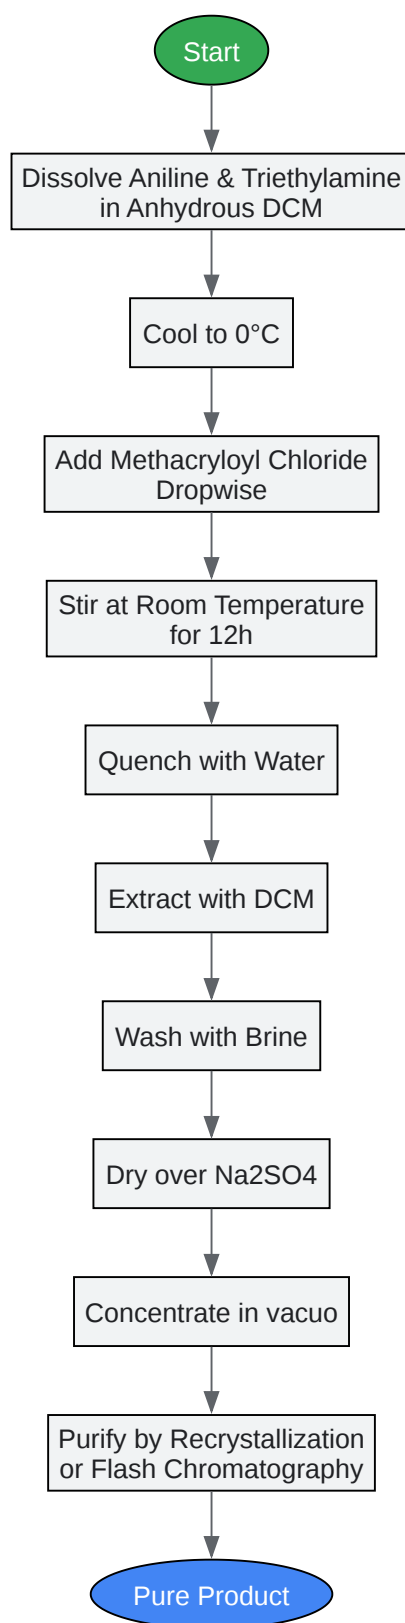 Start
Dissolve Aniline & Triethylamine
in Anhydrous DCM
Cool to 0°C
Add Methacryloyl Chloride
Dropwise
Stir at Room Temperature
for 12h
Quench with Water
Extract with DCM
Wash with Brine
Dry over Na2SO4
Concentrate in vacuo
Purify by Recrystallization
or Flash Chromatography
Pure Product